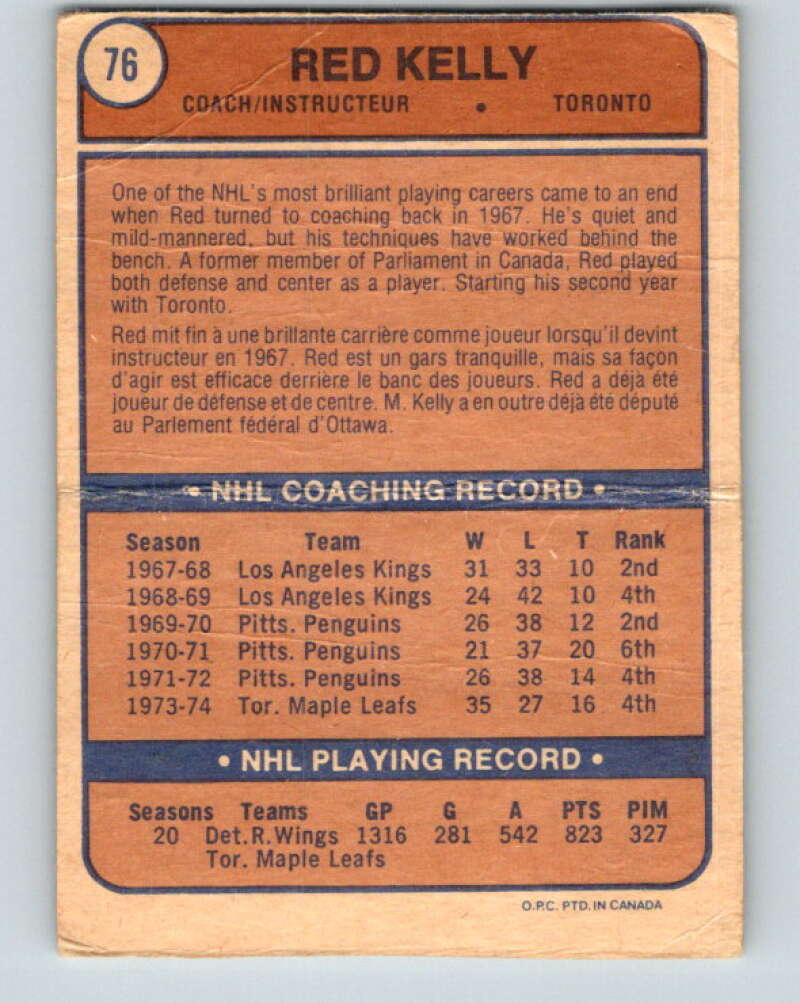 76
RED KELLY
COACH/INSTRUCTEUR • TORONTO
One of the NHL's most brilliant playing careers came to an end
when Red turned to coaching back in 1967. He's quiet and
mild-mannered, but his techniques have worked behind the
bench. A former member of Parliament in Canada, Red played
both defense and center as a player. Starting his second year
with Toronto.
Red mit fin à une brillante carrière comme joueur lorsqu'il devint
instructeur en 1967. Red est un gars tranquille, mais sa façon
d'agir est efficace derrière le banc des joueurs. Red a déjà été
joueur de défense et de centre. M. Kelly a en outre déjà été député
au Parlement fédéral d'Ottawa.
• NHL COACHING RECORD •
Season Team W L T Rank
1967-68 Los Angeles Kings 31 33 10 2nd
1968-69 Los Angeles Kings 24 42 10 4th
1969-70 Pitts. Penguins 26 38 12 2nd
1970-71 Pitts. Penguins 21 37 20 6th
1971-72 Pitts. Penguins 26 38 14 4th
1973-74 Tor. Maple Leafs 35 27 16 4th
• NHL PLAYING RECORD •
Seasons Teams GP G A PTS PIM
20 Det.R.Wings 1316 281 542 823 327
Tor. Maple Leafs
O.P.C. PTD. IN CANADA